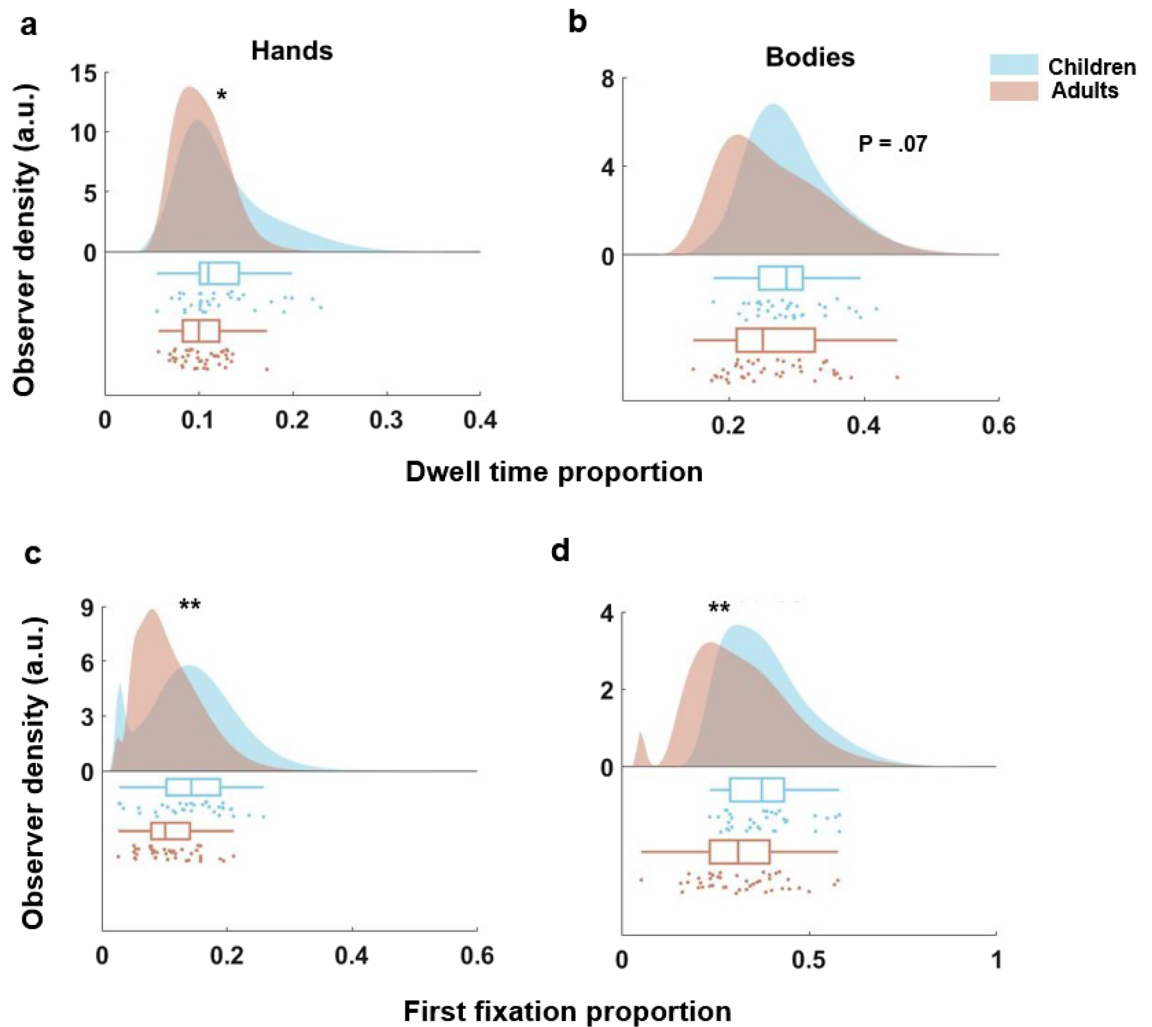 a
b
Hands
Bodies
Children
Adults
Observer density (a.u.)
15
10
5
0
*
8
4
0
P = .07
0 0.1 0.2 0.3 0.4
0.2 0.4 0.6
Dwell time proportion
c
d
Observer density (a.u.)
9
6
3
0
**
4
2
0
**
0 0.2 0.4 0.6
0 0.5 1
First fixation proportion